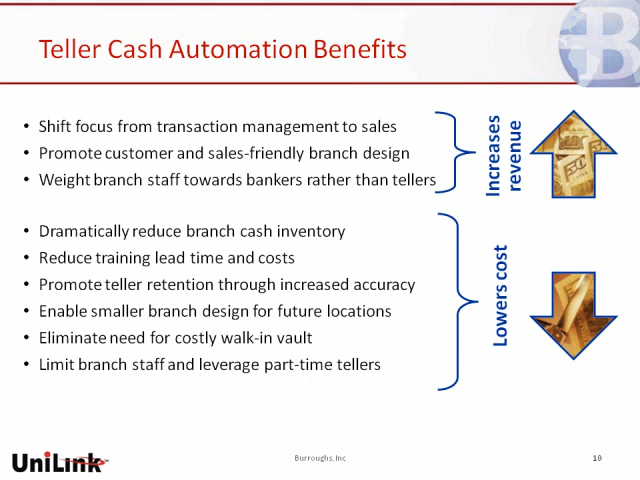 Teller Cash Automation Benefits
• Shift focus from transaction management to sales
• Promote customer and sales-friendly branch design
• Weight branch staff towards bankers rather than tellers
Increases
revenue
• Dramatically reduce branch cash inventory
• Reduce training lead time and costs
• Promote teller retention through increased accuracy
• Enable smaller branch design for future locations
• Eliminate need for costly walk-in vault
• Limit branch staff and leverage part-time tellers
Lowers cost
UniLink
Burroughs, Inc
10
B